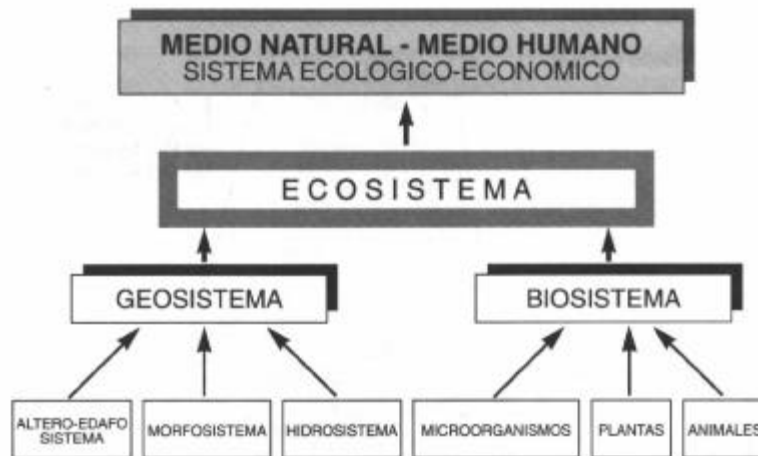 MEDIO NATURAL - MEDIO HUMANO
SISTEMA ECOLOGICO-ECONOMICO
ECOSISTEMA
GEOSISTEMA
BIOSISTEMA
ALTERO-EDAFO
SISTEMA
MORFOSISTEMA
HIDROSISTEMA
MICROORGANISMOS
PLANTAS
ANIMALES